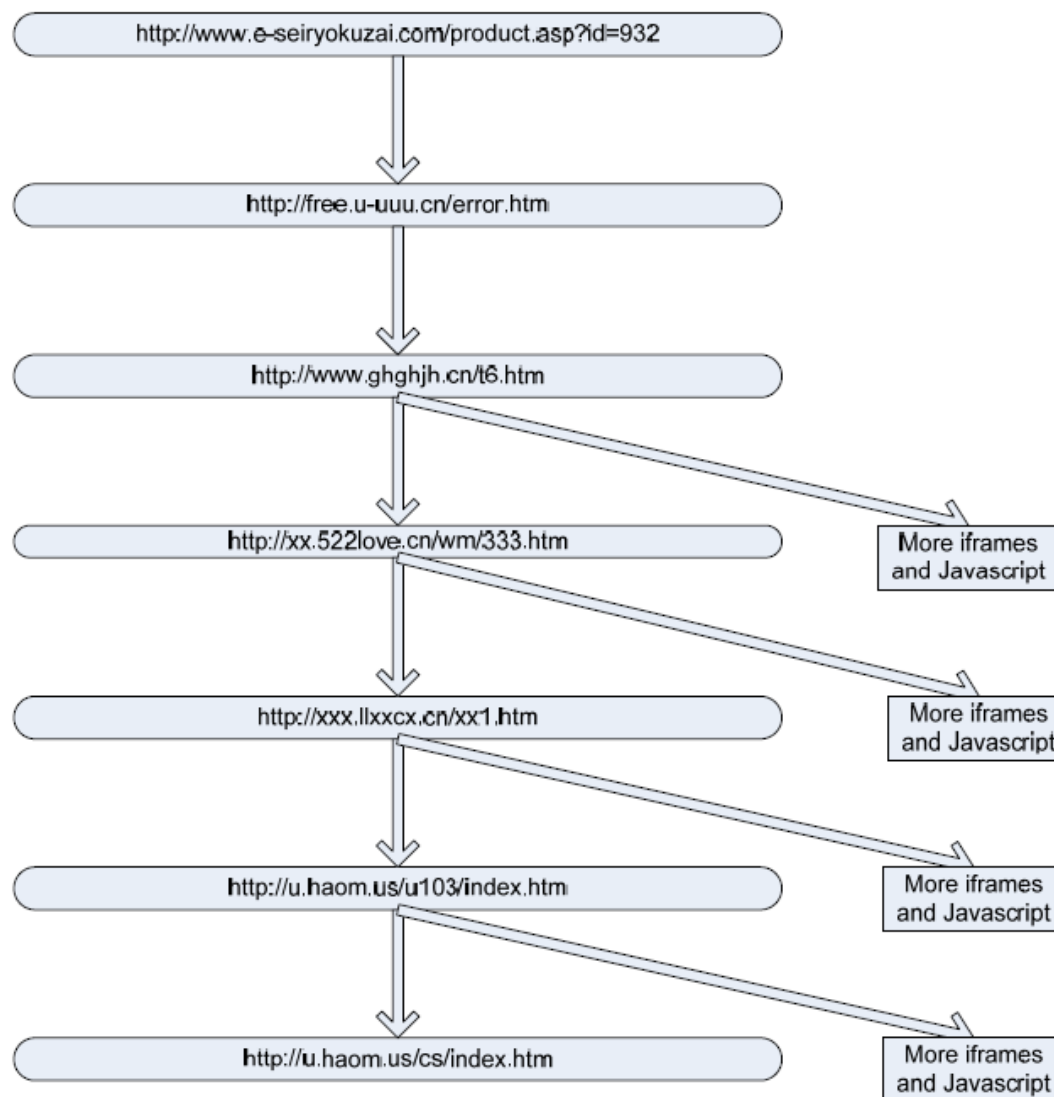 http://www.e-seiryokuzai.com/product.asp?id=932
http://free.u-uuu.cn/error.htm
http://www.ghghjh.cn/t6.htm
http://xx.522love.cn/wm/333.htm
More iframes
and Javascript
http://xxx.llxxcx.cn/xx1.htm
More iframes
and Javascript
http://u.haom.us/u103/index.htm
More iframes
and Javascript
http://u.haom.us/cs/index.htm
More iframes
and Javascript